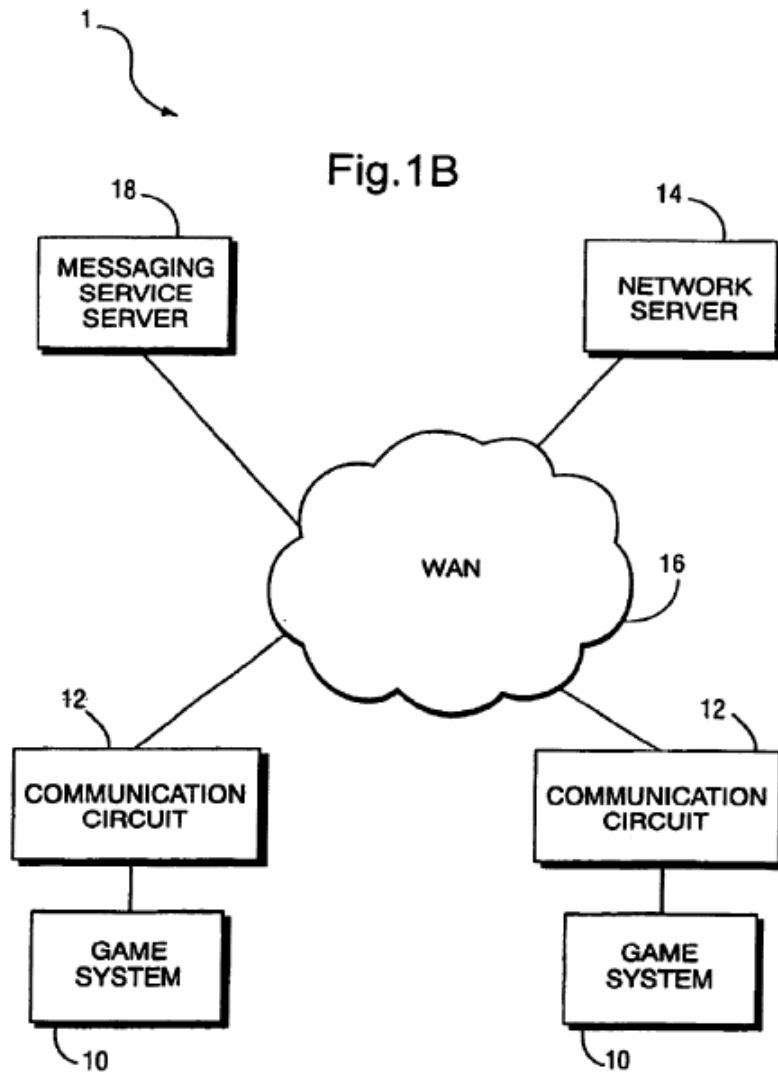 1
Fig.1B
18
14
MESSAGING
SERVICE
SERVER
NETWORK
SERVER
WAN
16
12
12
COMMUNICATION
CIRCUIT
COMMUNICATION
CIRCUIT
GAME
SYSTEM
GAME
SYSTEM
10
10